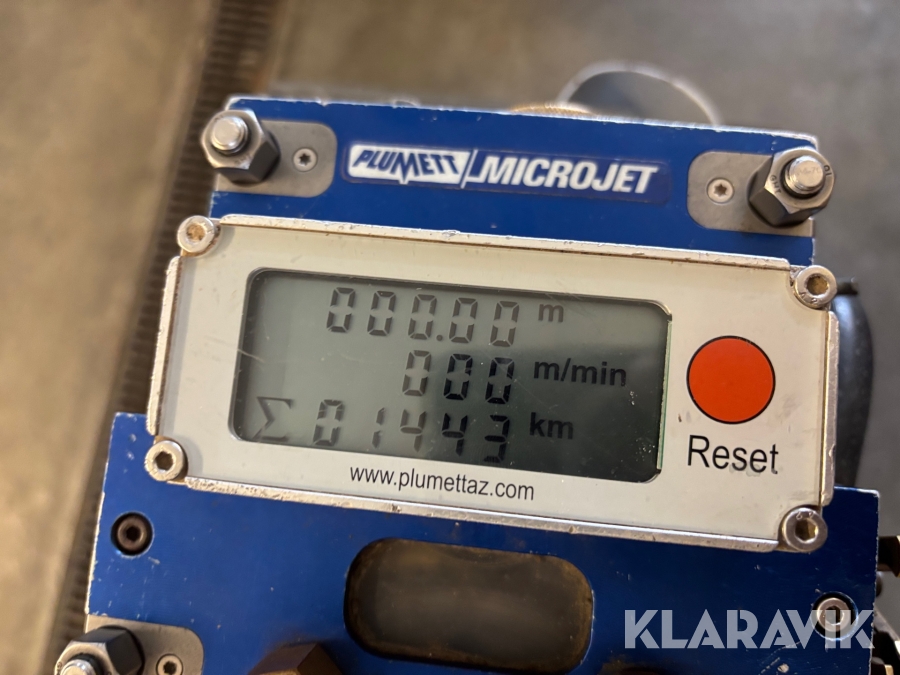 PLUMETT MICROJET
000.00 m
000 m/min
Σ 01443 km
Reset
www.plumettaz.com
KLARAVIK